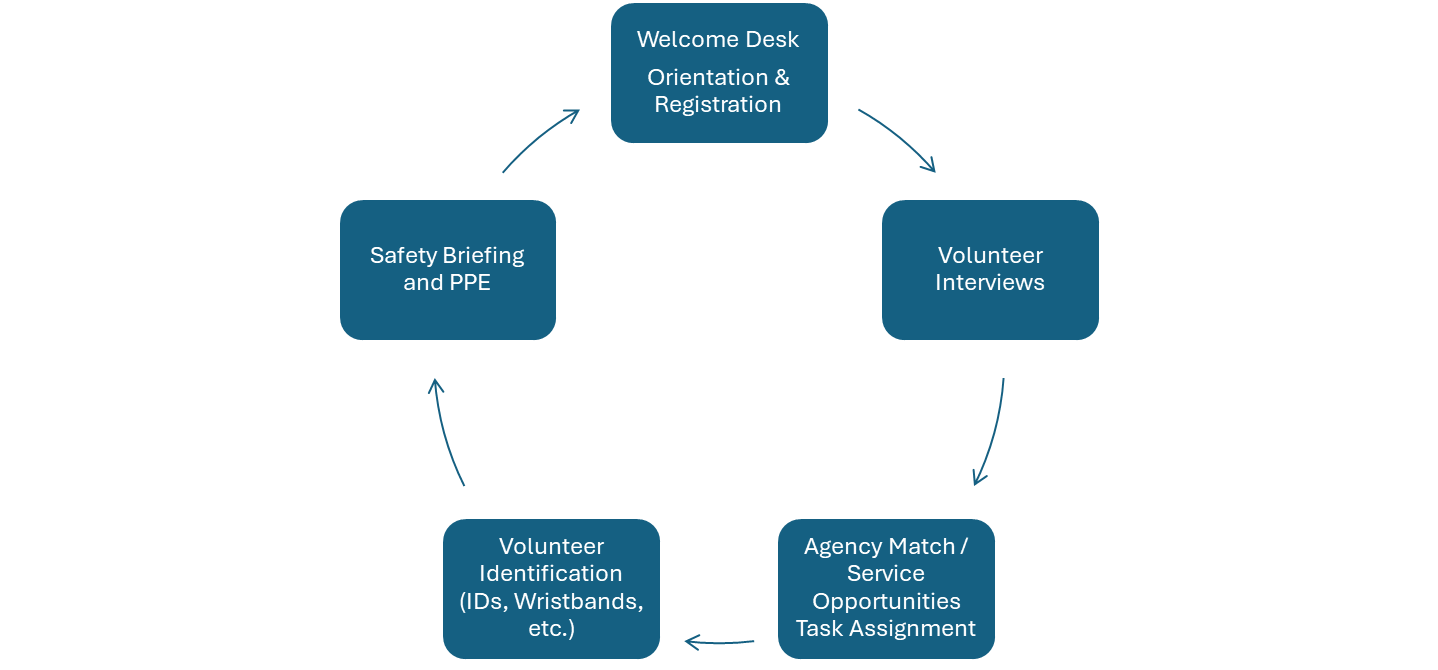 Welcome Desk
Orientation &
Registration
Volunteer
Interviews
Agency Match /
Service
Opportunities
Task Assignment
Volunteer
Identification
(IDs, Wristbands,
etc.)
Safety Briefing
and PPE